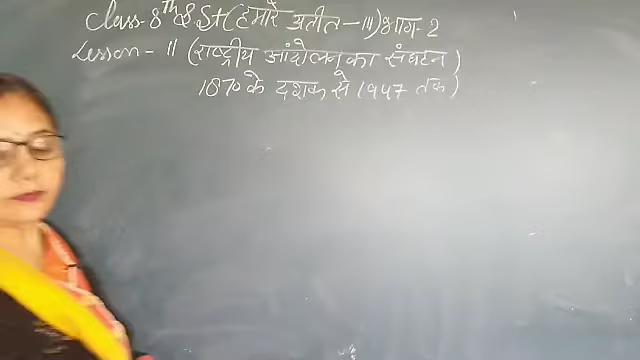 Class-8th S.St (हमारे अतीत-III) भाग-2
Lesson-11 (राष्ट्रीय आंदोलन का संघटन)
1870 के दशक से 1947 तक)